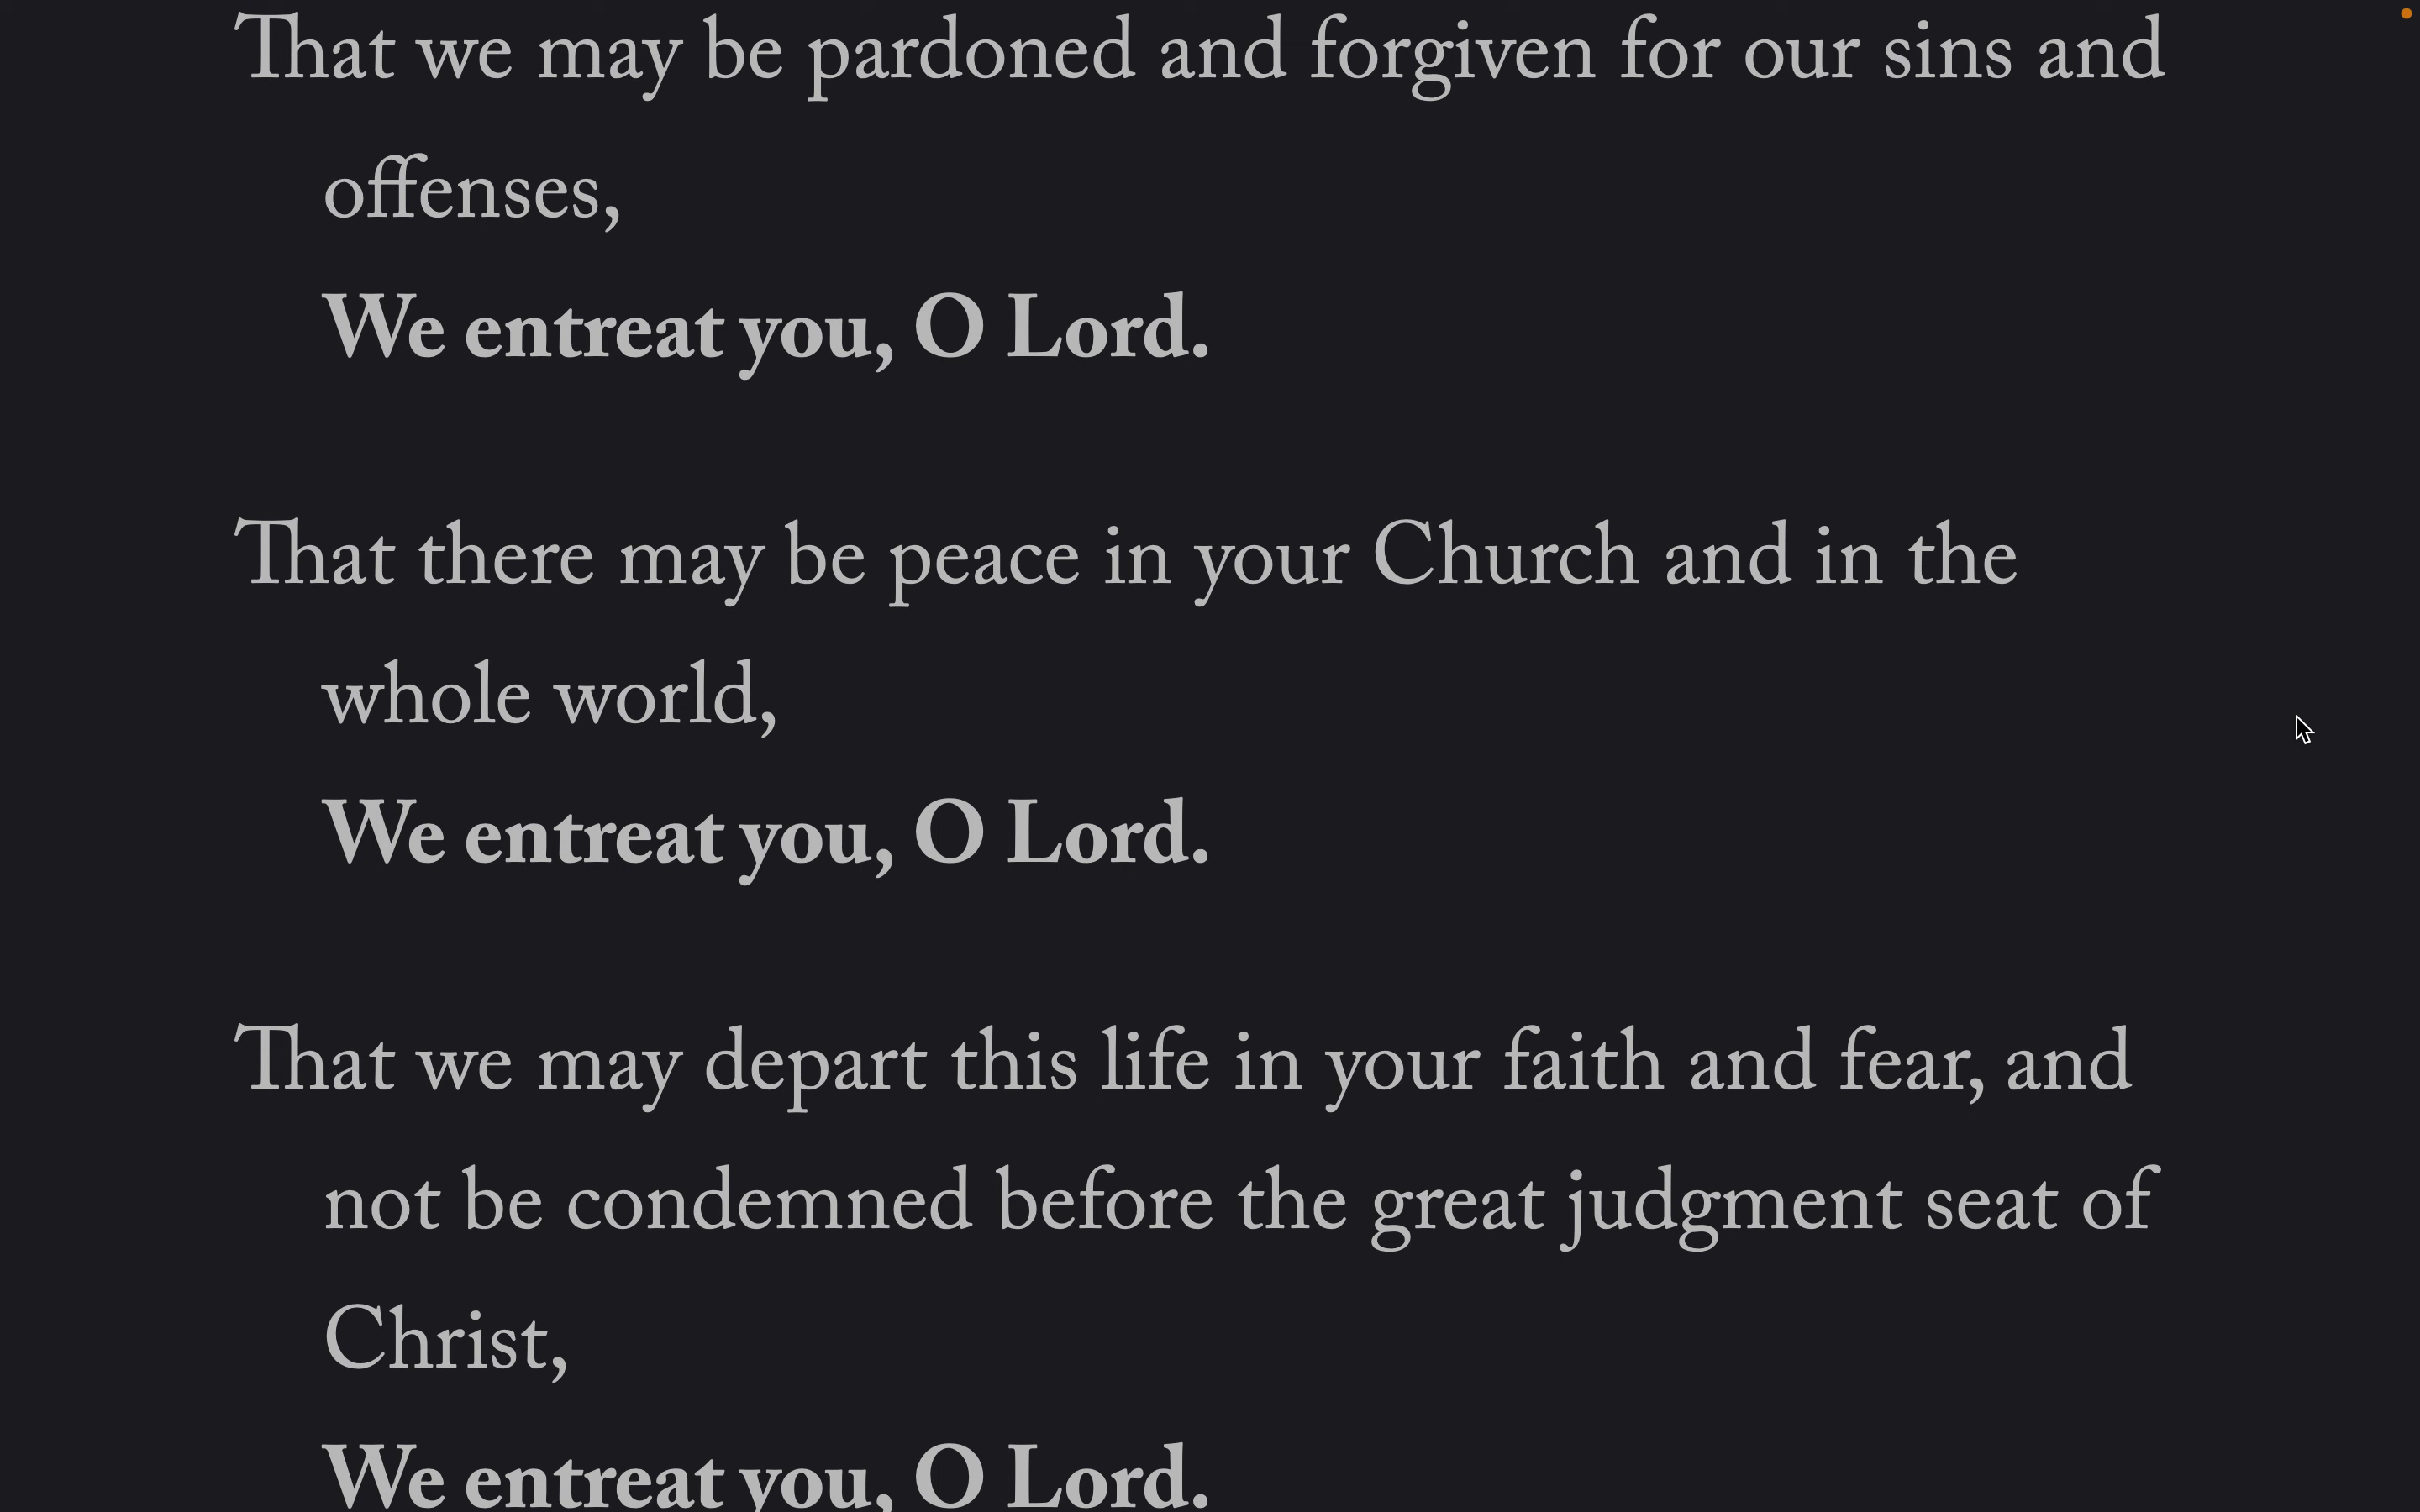 That we may be pardoned and forgiven for our sins and
offenses,
We entreat you, O Lord.
That there may be peace in your Church and in the
whole world,
We entreat you, O Lord.
That we may depart this life in your faith and fear, and
not be condemned before the great judgment seat of
Christ,
We entreat you, O Lord.